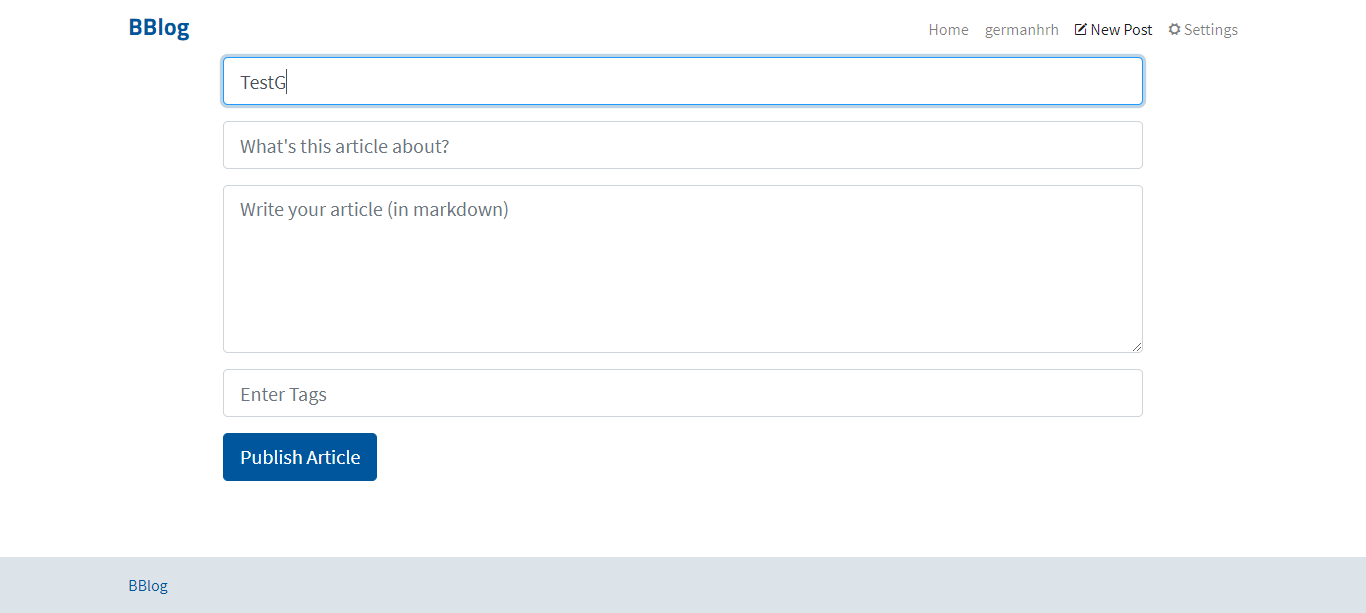 BBlog
Home germanhrh New Post Settings
TestG
What's this article about?
Write your article (in markdown)
Enter Tags
Publish Article
BBlog